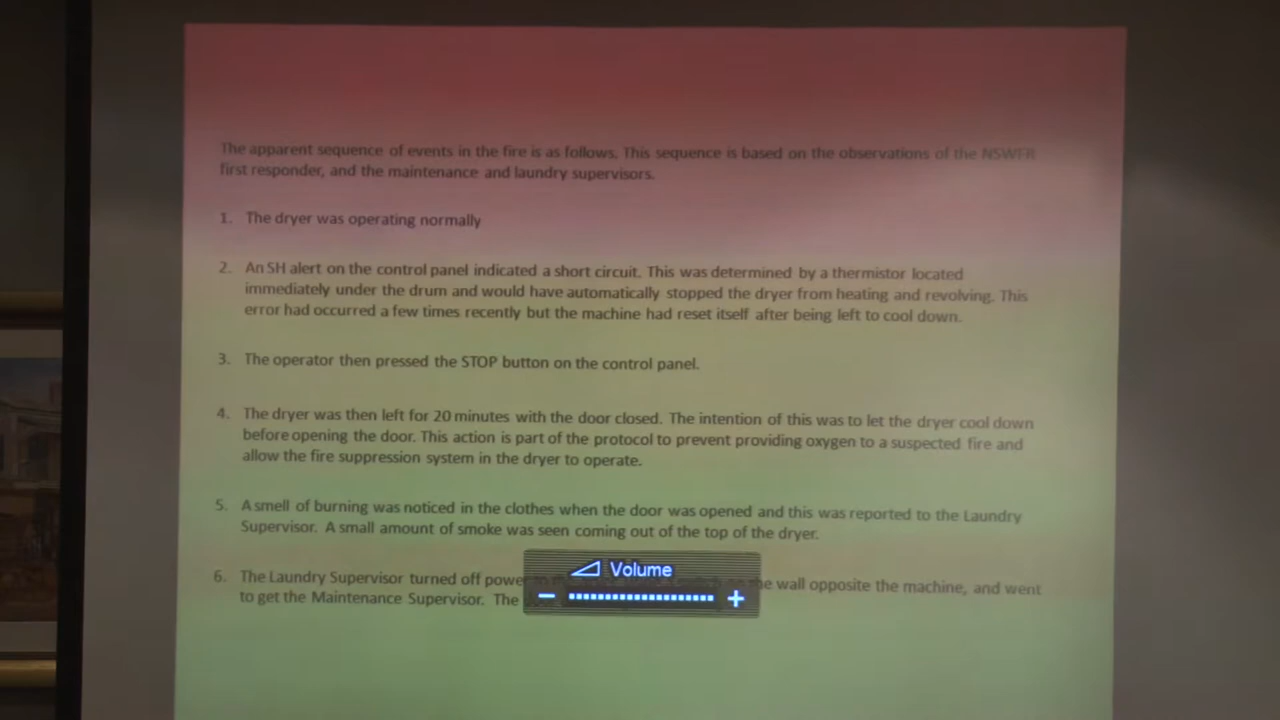 The apparent sequence of events in the fire is as follows. This sequence is based on the observations of the NSWFR
first responder, and the maintenance and laundry supervisors.
1. The dryer was operating normally
2. An SH alert on the control panel indicated a short circuit. This was determined by a thermistor located
immediately under the drum and would have automatically stopped the dryer from heating and revolving. This
error had occurred a few times recently but the machine had reset itself after being left to cool down.
3. The operator then pressed the STOP button on the control panel.
4. The dryer was then left for 20 minutes with the door closed. The intention of this was to let the dryer cool down
before opening the door. This action is part of the protocol to prevent providing oxygen to a suspected fire and
allow the fire suppression system in the dryer to operate.
5. A smell of burning was noticed in the clothes when the door was opened and this was reported to the Laundry
Supervisor. A small amount of smoke was seen coming out of the top of the dryer.
6. The Laundry Supervisor turned off power the wall opposite the machine, and went
to get the Maintenance Supervisor. The
Volume
- +